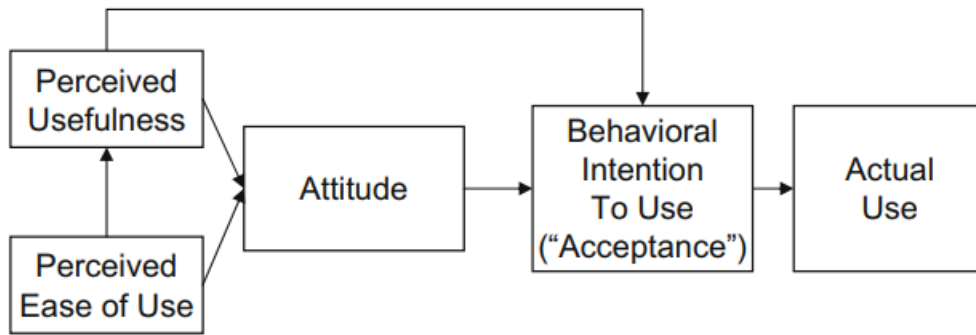 Perceived
Usefulness
Perceived
Ease of Use
Attitude
Behavioral
Intention
To Use
(“Acceptance”)
Actual
Use